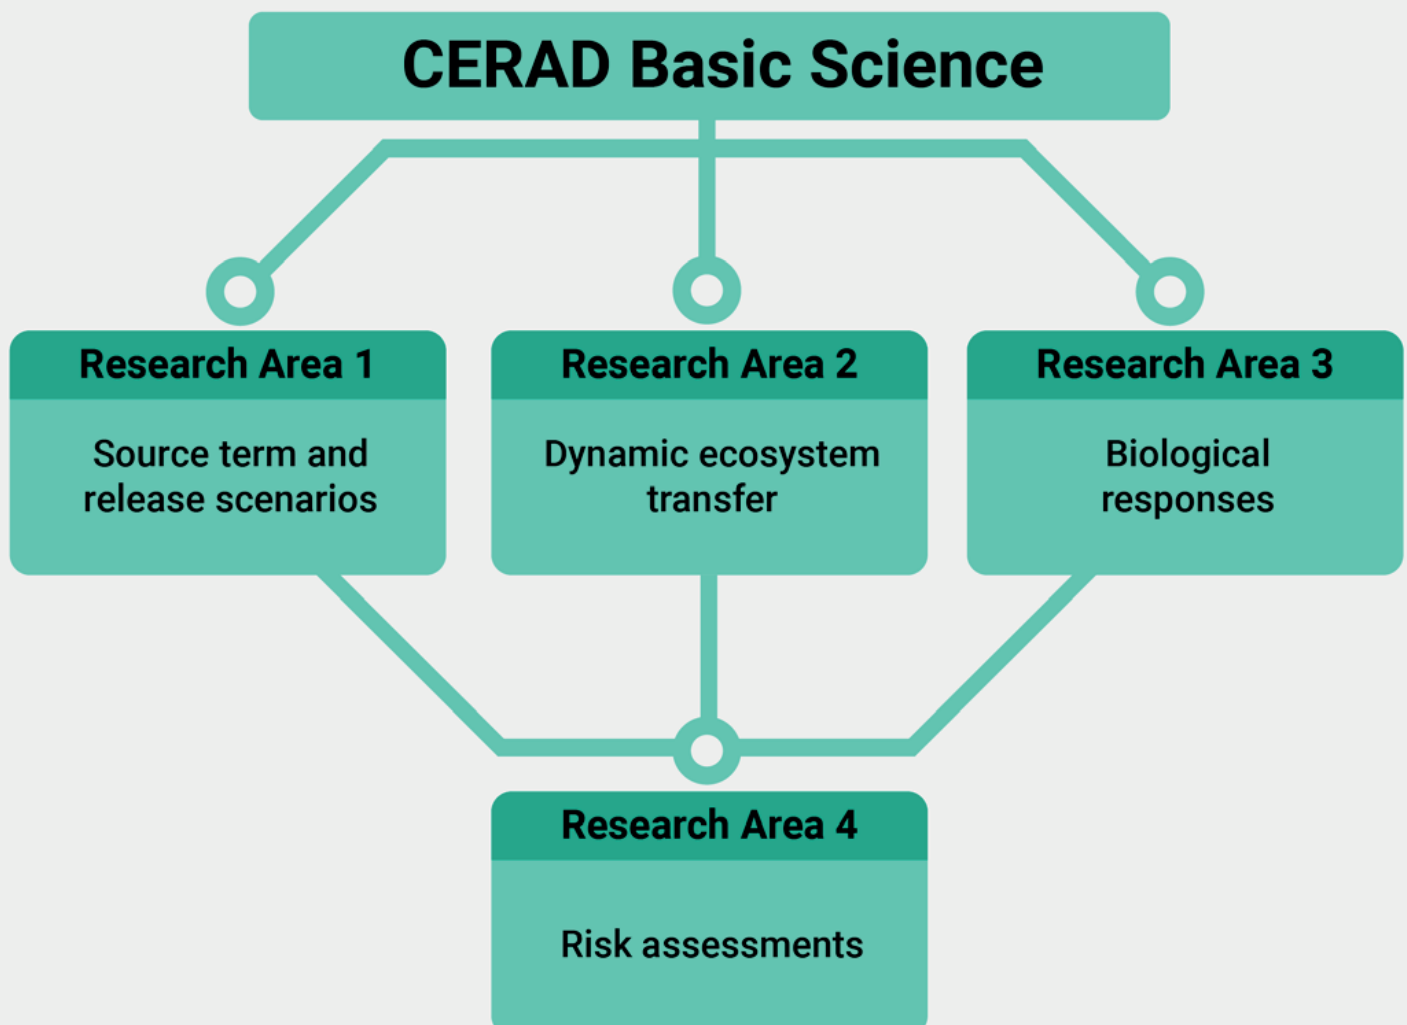 CERAD Basic Science
Research Area 1
Source term and
release scenarios
Research Area 2
Dynamic ecosystem
transfer
Research Area 3
Biological
responses
Research Area 4
Risk assessments